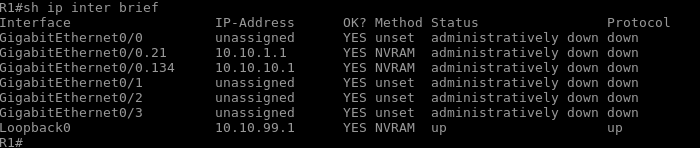 R1#sh ip inter brief
Interface              IP-Address      OK? Method Status                Protocol
GigabitEthernet0/0     unassigned      YES unset  administratively down down
GigabitEthernet0/0.21  10.10.1.1       YES NVRAM  administratively down down
GigabitEthernet0/0.134 10.10.10.1      YES NVRAM  administratively down down
GigabitEthernet0/1     unassigned      YES unset  administratively down down
GigabitEthernet0/2     unassigned      YES unset  administratively down down
GigabitEthernet0/3     unassigned      YES unset  administratively down down
Loopback0              10.10.99.1      YES NVRAM  up                    up
R1#